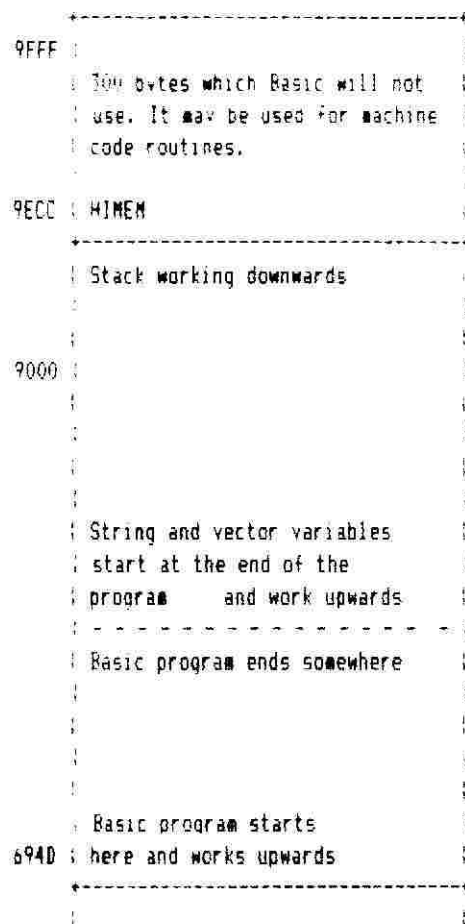 9FFF
300 bytes which Basic will not
use. It may be used for machine
code routines.
9ECC HIMEM
Stack working downwards
9000
String and vector variables
start at the end of the
program and work upwards
Basic program ends somewhere
Basic program starts
694D here and works upwards